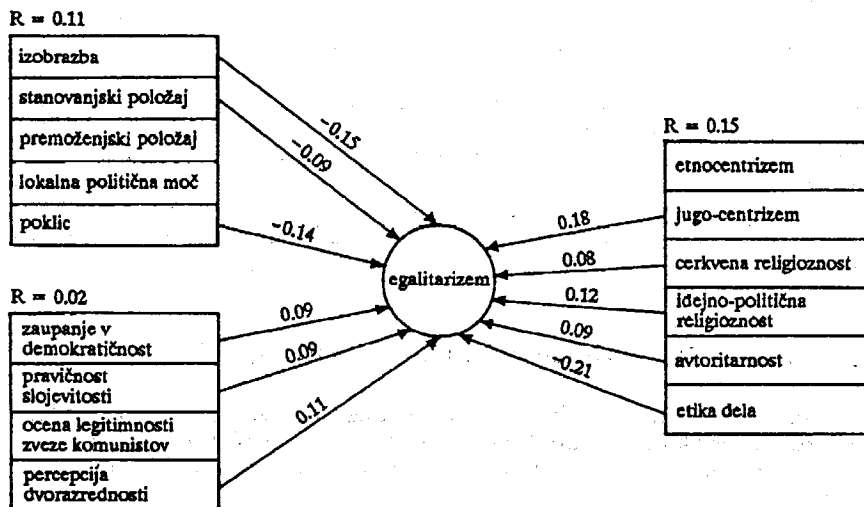 R = 0.11
izobrazba
stanovanjski položaj
premoženjski položaj
lokalna politična moč
poklic
-0.15
-0.09
-0.14
R = 0.02
zaupanje v
demokratičnost
pravičnost
slojevitosti
ocena legitimnosti
zveze komunistov
percepcija
dvorazrednosti
0.09
0.09
0.11
egalitarizem
R = 0.15
etnocentrizem
jugo-centrizem
cerkvena religioznost
idejno-politična
religioznost
avtoritarnost
etika dela
0.18
0.08
0.12
0.09
-0.21